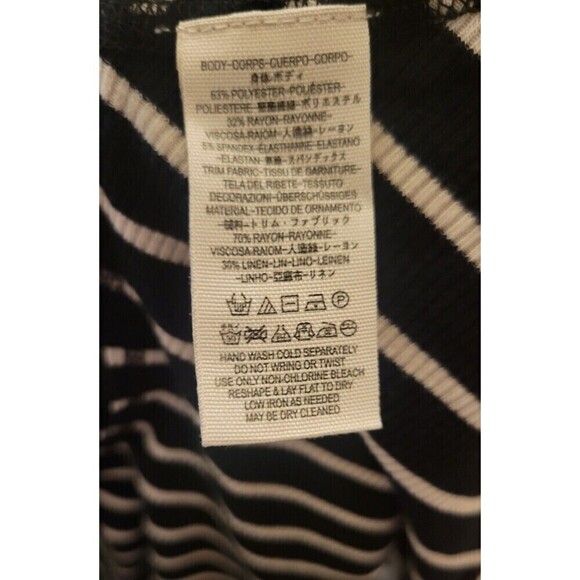 BODY-CORPS-CUERPO-CORPO-
身体-ボディ
63% POLYESTER-POLIÉSTER-
POLIESTERE-聚酯纖維-ポリエステル
32% RAYON-RAYONNE-
VISCOSA-RAIOM-人造絲-レーヨン
5% SPANDEX-ELASTHANNE-ELASTANO
-ELASTAN-スパンデックス
TRIM FABRIC-TISSU DE GARNITURE-
TELA DEL RIBETE-TESSUTO
DECORAZIONI-ÜBERSCHÜSSIGES
MATERIAL-TECIDO DE ORNAMENTO
-トリム・ファブリック
70% RAYON-RAYONNE-
VISCOSA-RAIOM-人造絲-レーヨン
30% LINEN-LIN-LINO-LEINEN
-LINHO-亞麻布-リネン
P
HAND WASH COLD SEPARATELY
DO NOT WRING OR TWIST
USE ONLY NON-CHLORINE BLEACH
RESHAPE & LAY FLAT TO DRY
LOW IRON AS NEEDED
MAY BE DRY CLEANED